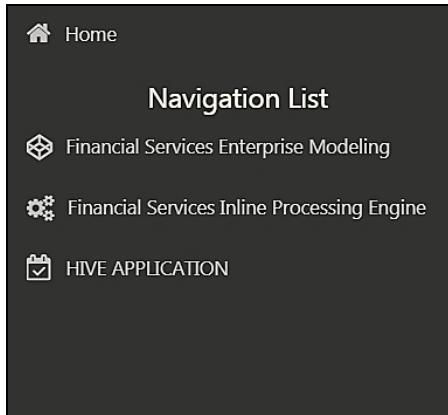 Home
Navigation List
Financial Services Enterprise Modeling
Financial Services Inline Processing Engine
HIVE APPLICATION